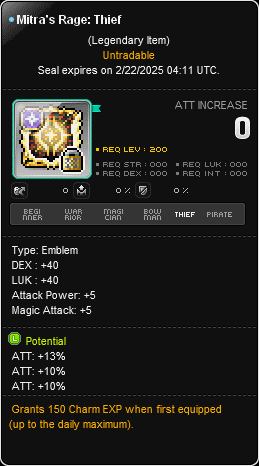 Mitra's Rage: Thief
(Legendary Item)
Untradable
Seal expires on 2/22/2025 04:11 UTC.
ATT INCREASE
0
REQ LEV : 200
REQ STR : 000
REQ LUK : 000
REQ DEX : 000
REQ INT : 000
0 0 % 0 %
BEGINNER WARRIOR MAGICIAN BOWMAN THIEF PIRATE
Type: Emblem
DEX : +40
LUK : +40
Attack Power: +5
Magic Attack: +5
L Potential
ATT: +13%
ATT: +10%
ATT: +10%
Grants 150 Charm EXP when first equipped
(up to the daily maximum).